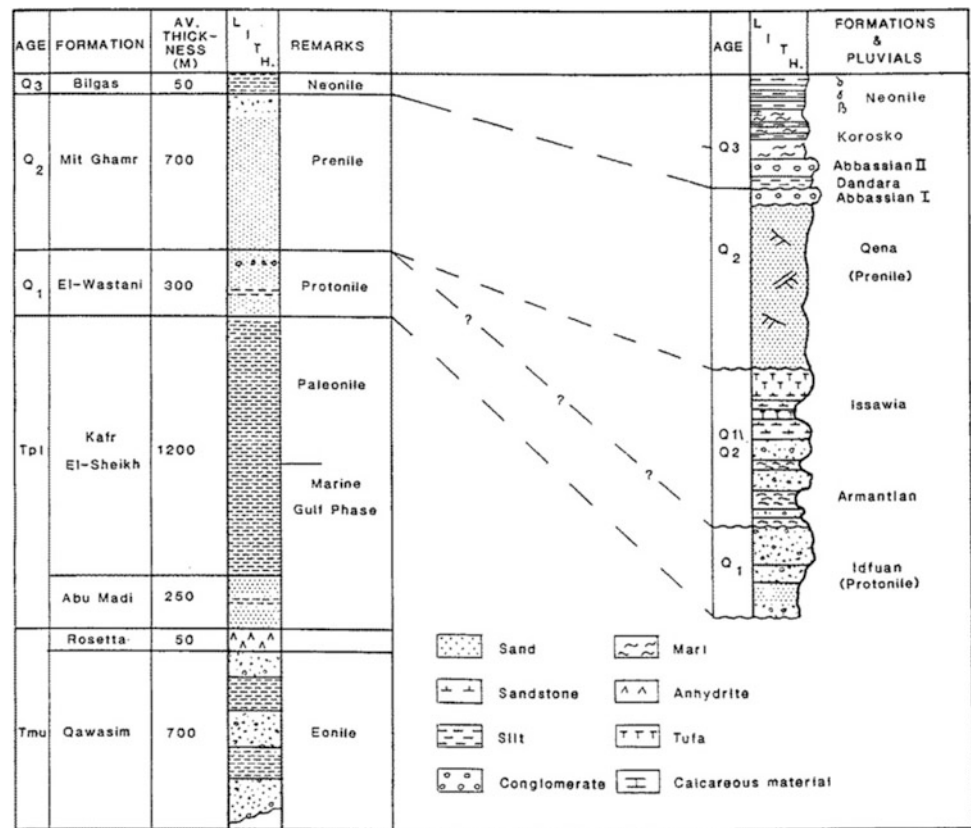 AGE
FORMATION
AV.
THICK-
NESS
(M)
L
I
T
H.
REMARKS
Q3
Bilgas
50
Neonile
Q2
Mit Ghamr
700
Prenile
Q1
El-Wastani
300
Protonile
Tpl
Kafr
El-Sheikh
1200
Paleonile
Marine
Gulf Phase
Abu Madi
250
Rosetta
50
Tmu
Qawasim
700
Eonile
?
?
?
AGE
L
I
T
H.
FORMATIONS
&
PLUVIALS
Q3
Neonile
Korosko
Abbassian II
Dandara
Abbassian I
Q2
Qena
(Prenile)
Q1\
Q2
Issawia
Armantian
Q1
Idfuan
(Protonile)
Sand
Marl
Sandstone
Anhydrite
Silt
Tufa
Conglomerate
Calcareous material